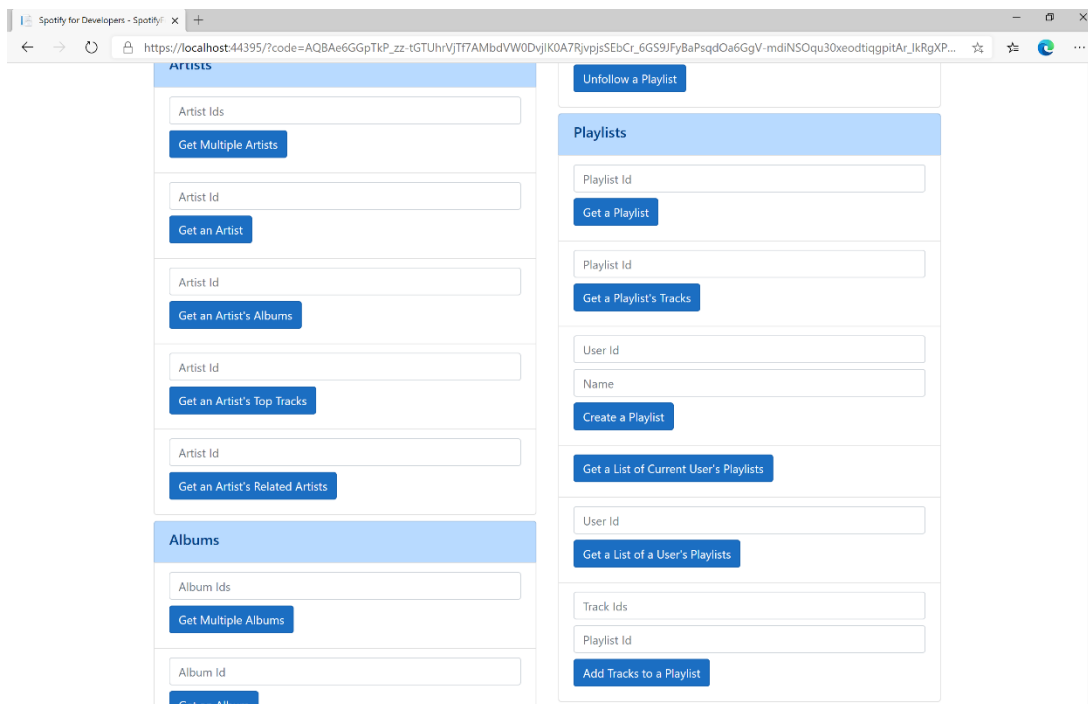 Spotify for Developers - Spotify
https://localhost:44395/?code=AQBAe6GGpTkP_zz-tGTUhrVjTf7AMbdVW0DvjIK0A7RjvpjsSEbCr_6GS9JFyBaPsqdOa6GgV-mdiNSOqu30xeodtiqgpitAr_IkRgXP...
Artists
Artist Ids
Get Multiple Artists
Artist Id
Get an Artist
Artist Id
Get an Artist's Albums
Artist Id
Get an Artist's Top Tracks
Artist Id
Get an Artist's Related Artists
Albums
Album Ids
Get Multiple Albums
Album Id
Get an Album
Unfollow a Playlist
Playlists
Playlist Id
Get a Playlist
Playlist Id
Get a Playlist's Tracks
User Id
Name
Create a Playlist
Get a List of Current User's Playlists
User Id
Get a List of a User's Playlists
Track Ids
Playlist Id
Add Tracks to a Playlist